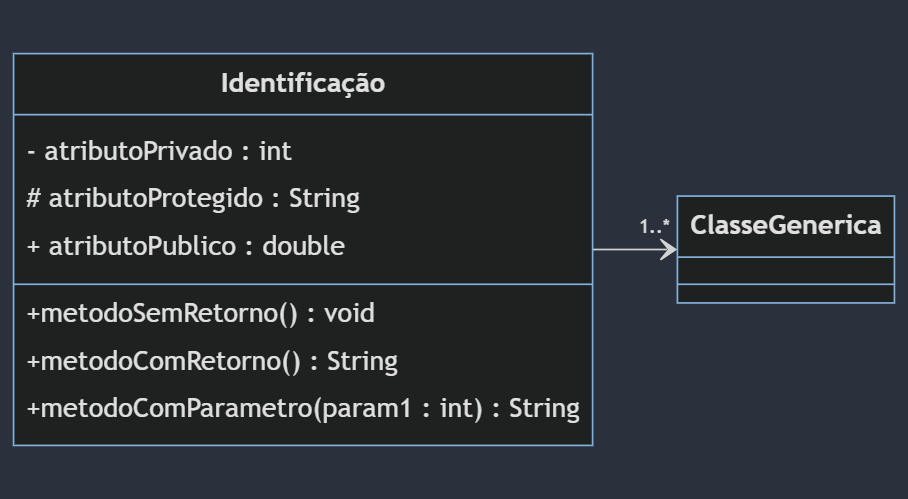 Identificação
- atributoPrivado : int
# atributoProtegido : String
+ atributoPublico : double
+metodoSemRetorno() : void
+metodoComRetorno() : String
+metodoComParametro(param1 : int) : String
1..*
ClasseGenerica